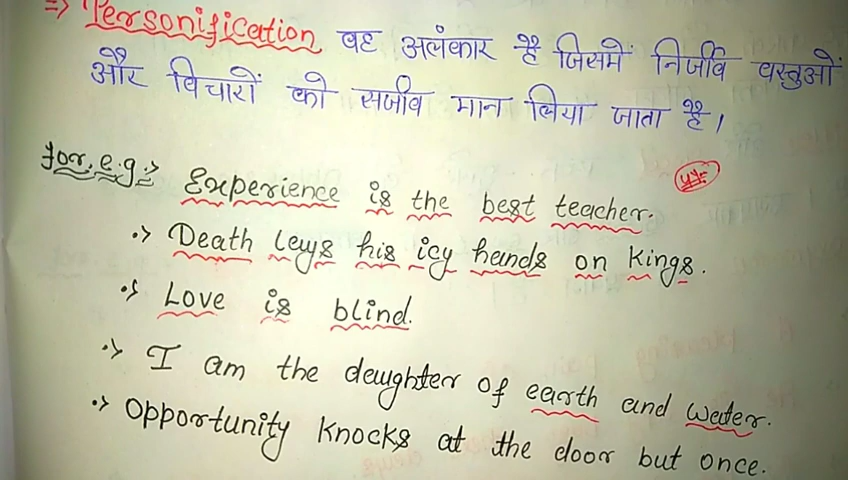 ⇒ Personification वह अलंकार है जिसमें निर्जीव वस्तुओं
और विचारों को सजीव मान लिया जाता है।
for. e.g :> Experience is the best teacher.
.> Death leys his icy hands on kings.
.> Love is blind.
.> I am the daughter of earth and water.
.> Opportunity knocks at the door but once.